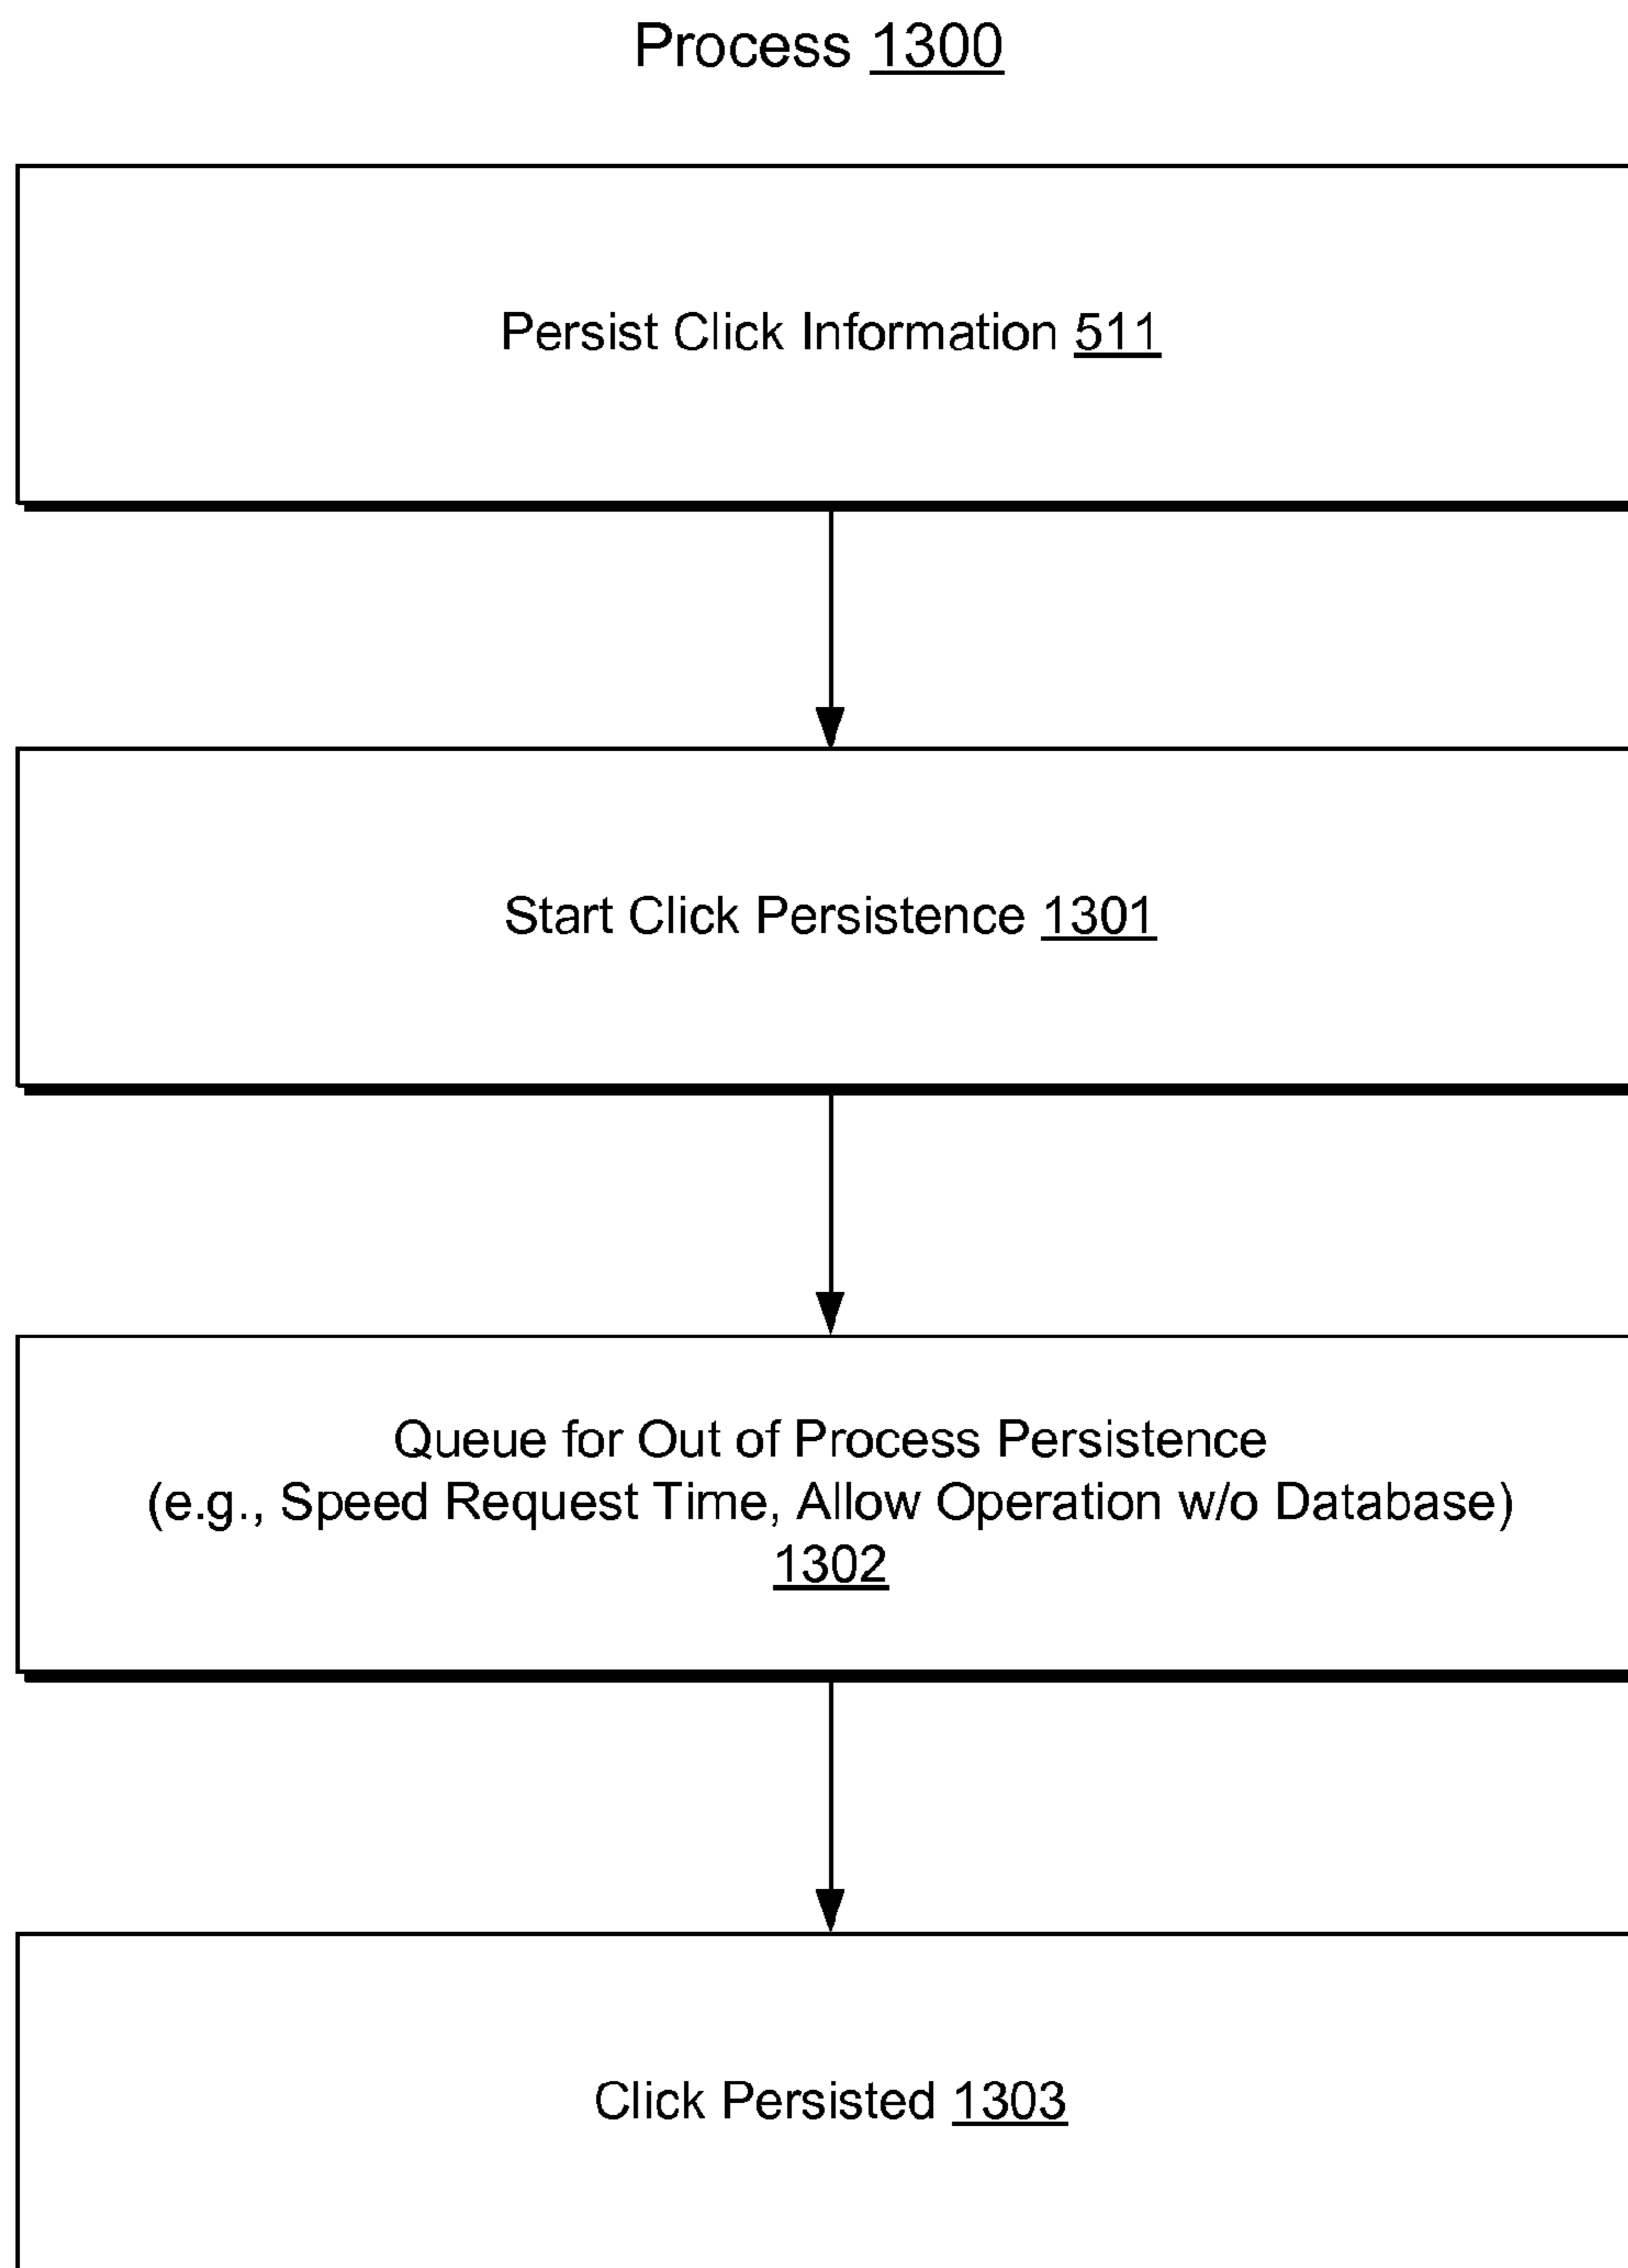 Process 1300
Persist Click Information 511
Start Click Persistence 1301
Queue for Out of Process Persistence
(e.g., Speed Request Time, Allow Operation w/o Database)
1302
Click Persisted 1303